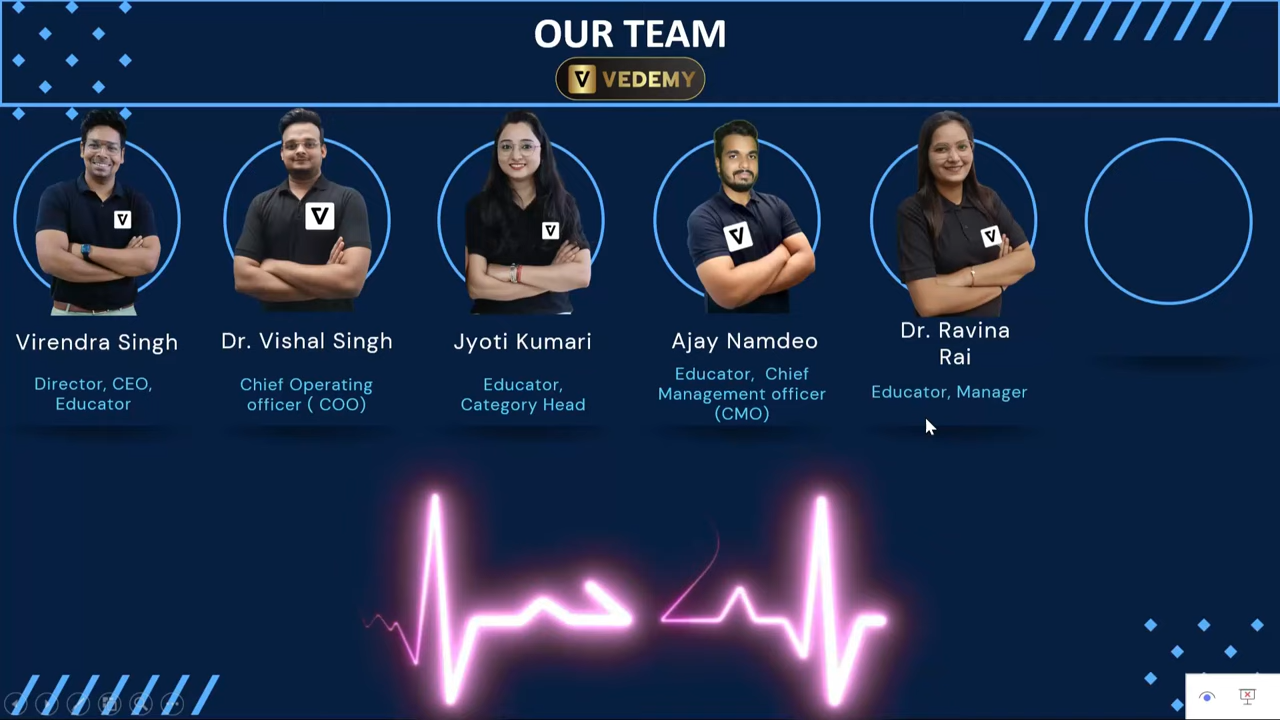 OUR TEAM
V VEDEMY
V
V
V
V
V
Virendra Singh
Director, CEO,
Educator
Dr. Vishal Singh
Chief Operating
officer ( COO)
Jyoti Kumari
Educator,
Category Head
Ajay Namdeo
Educator, Chief
Management officer
(CMO)
Dr. Ravina
Rai
Educator, Manager